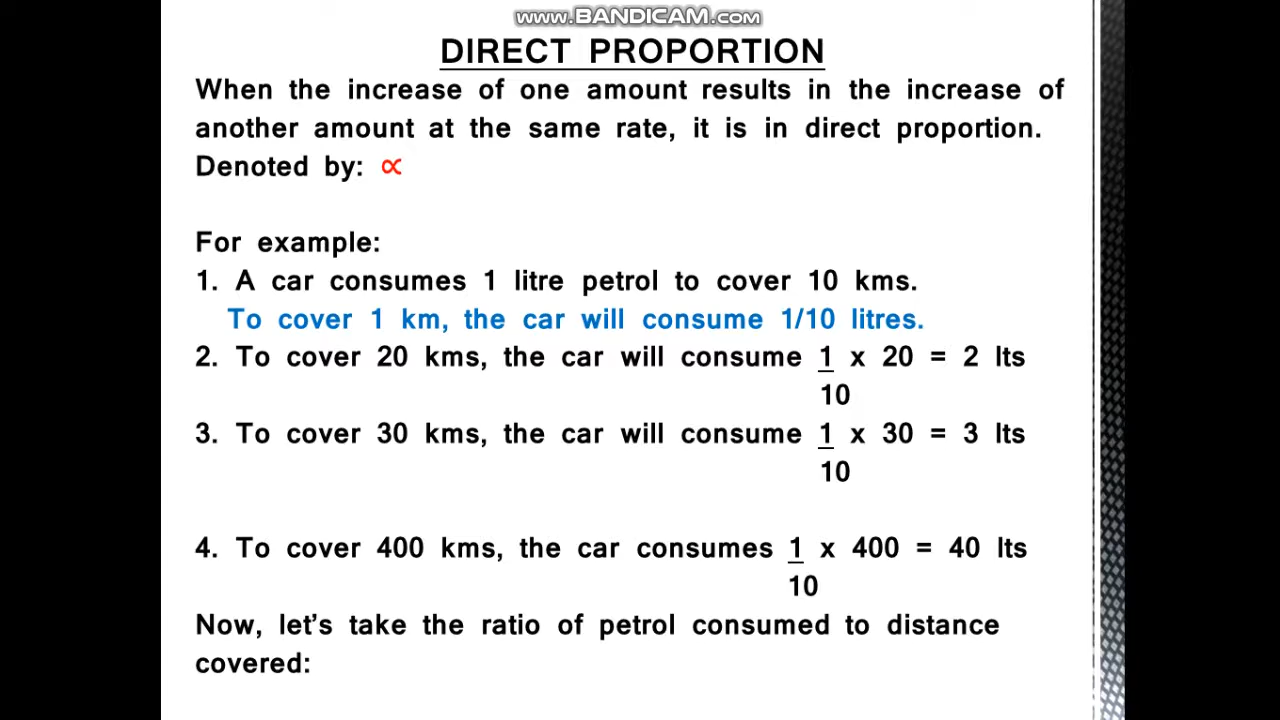 www.BANDICAM.com
DIRECT PROPORTION
When the increase of one amount results in the increase of
another amount at the same rate, it is in direct proportion.
Denoted by: ∝
For example:
1. A car consumes 1 litre petrol to cover 10 kms.
To cover 1 km, the car will consume 1/10 litres.
2. To cover 20 kms, the car will consume 1 x 20 = 2 lts
10
3. To cover 30 kms, the car will consume 1 x 30 = 3 lts
10
4. To cover 400 kms, the car consumes 1 x 400 = 40 lts
10
Now, let's take the ratio of petrol consumed to distance
covered: